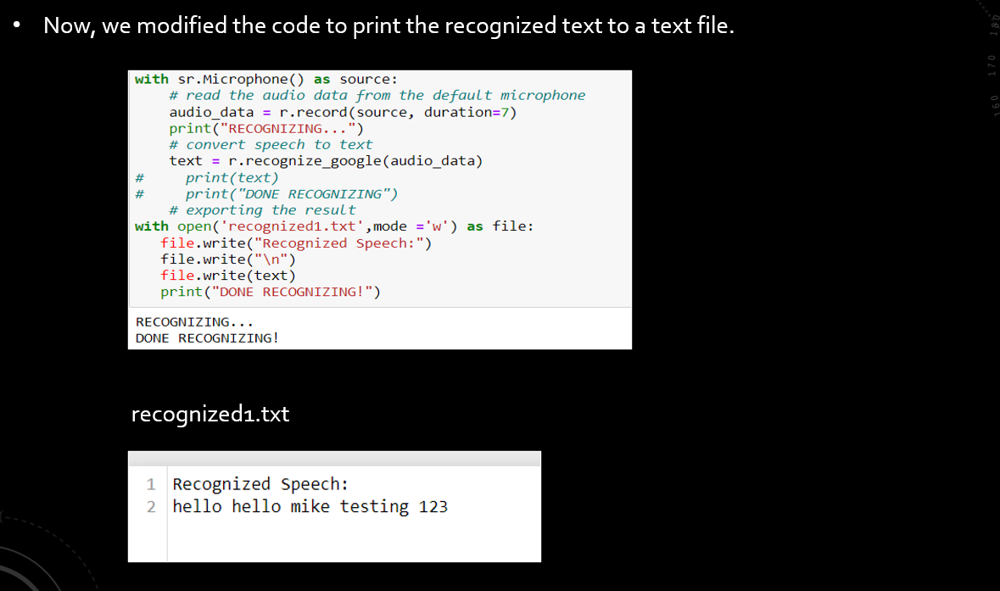 • Now, we modified the code to print the recognized text to a text file.
with sr.Microphone() as source:
    # read the audio data from the default microphone
    audio_data = r.record(source, duration=7)
    print("RECOGNIZING...")
    # convert speech to text
    text = r.recognize_google(audio_data)
#     print(text)
#     print("DONE RECOGNIZING")
    # exporting the result
with open('recognized1.txt',mode ='w') as file:
   file.write("Recognized Speech:")
   file.write("\n")
   file.write(text)
   print("DONE RECOGNIZING!")
RECOGNIZING...
DONE RECOGNIZING!
recognized1.txt
1 Recognized Speech:
2 hello hello mike testing 123
160 170 180